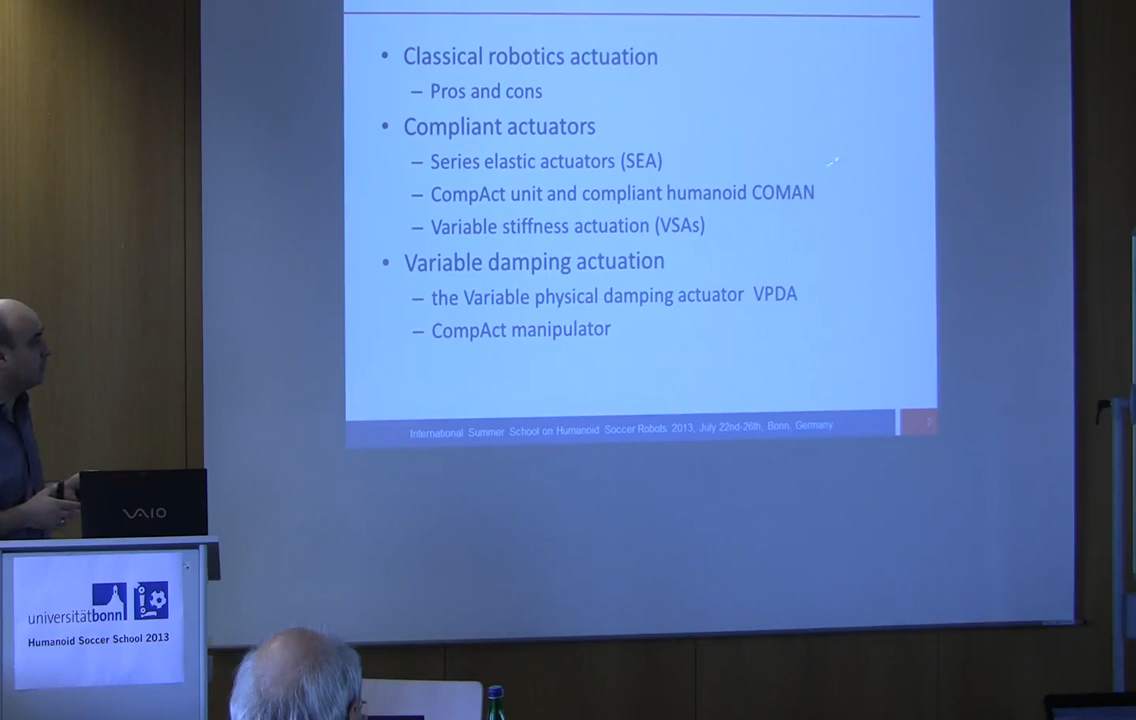 • Classical robotics actuation
– Pros and cons
• Compliant actuators
– Series elastic actuators (SEA)
– CompAct unit and compliant humanoid COMAN
– Variable stiffness actuation (VSAs)
• Variable damping actuation
– the Variable physical damping actuator VPDA
– CompAct manipulator
International Summer School on Humanoid Soccer Robots 2013, July 22nd-26th, Bonn, Germany
VAIO
universitätbonn
Humanoid Soccer School 2013